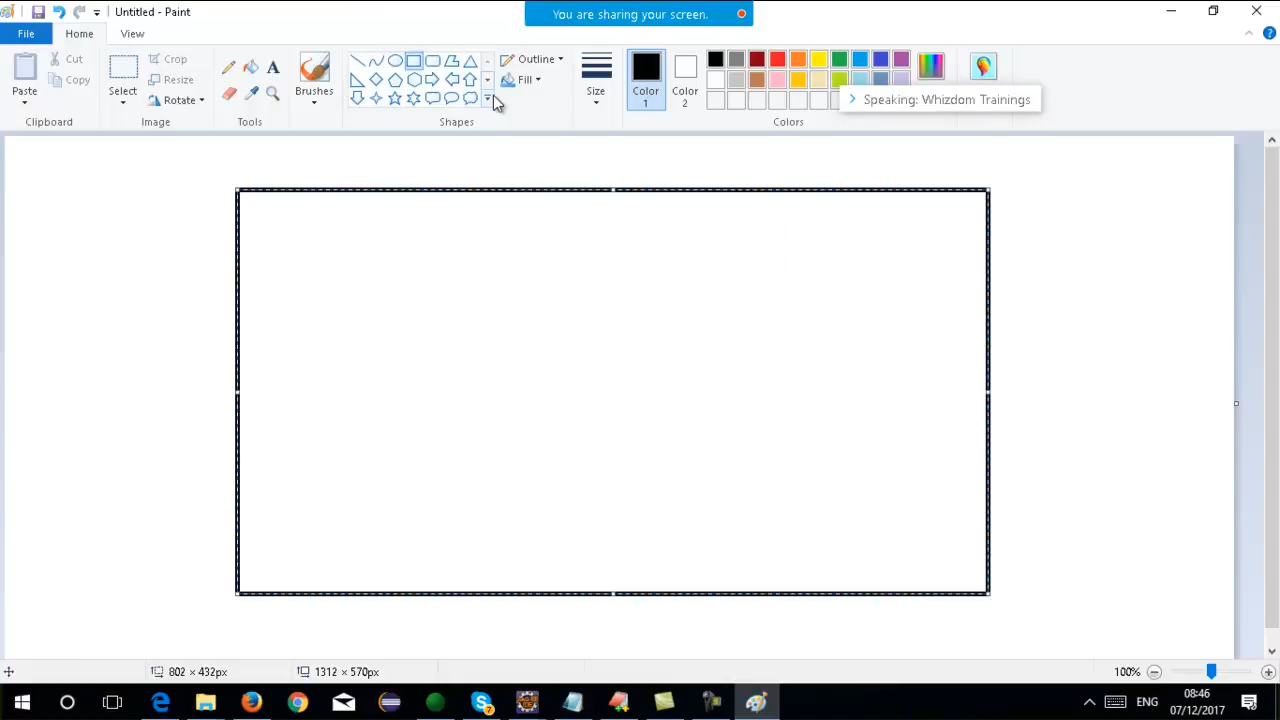 Untitled - Paint
You are sharing your screen.
File
Home
View
Paste
Cut
Copy
Clipboard
Select
Crop
Resize
Rotate
Image
A
Tools
Brushes
Shapes
Outline
Fill
Size
Color
1
Color
2
Colors
Speaking: Whizdom Trainings
802 × 432px
1312 × 570px
100%
ENG
08:46
07/12/2017